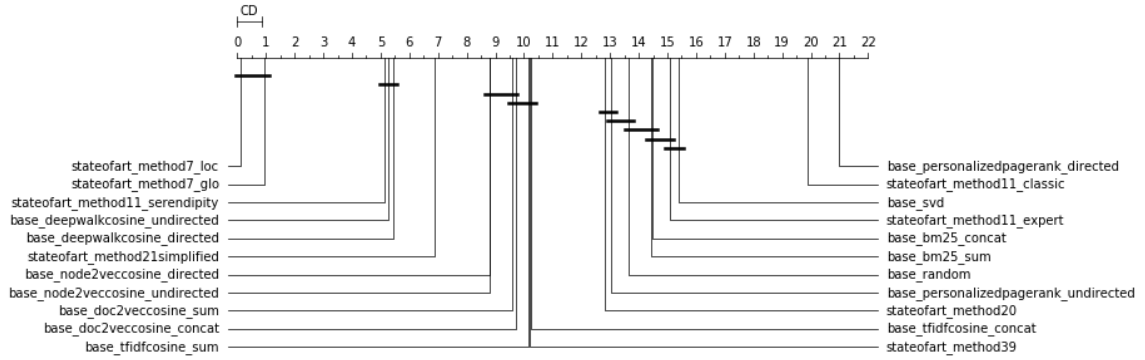 CD
0 1 2 3 4 5 6 7 8 9 10 11 12 13 14 15 16 17 18 19 20 21 22
stateofart_method7_loc
stateofart_method7_glo
stateofart_method11_serendipity
base_deepwalkcosine_undirected
base_deepwalkcosine_directed
stateofart_method21simplified
base_node2veccosine_directed
base_node2veccosine_undirected
base_doc2veccosine_sum
base_doc2veccosine_concat
base_tfidfcosine_sum
base_personalizedpagerank_directed
stateofart_method11_classic
base_svd
stateofart_method11_expert
base_bm25_concat
base_bm25_sum
base_random
base_personalizedpagerank_undirected
stateofart_method20
base_tfidfcosine_concat
stateofart_method39